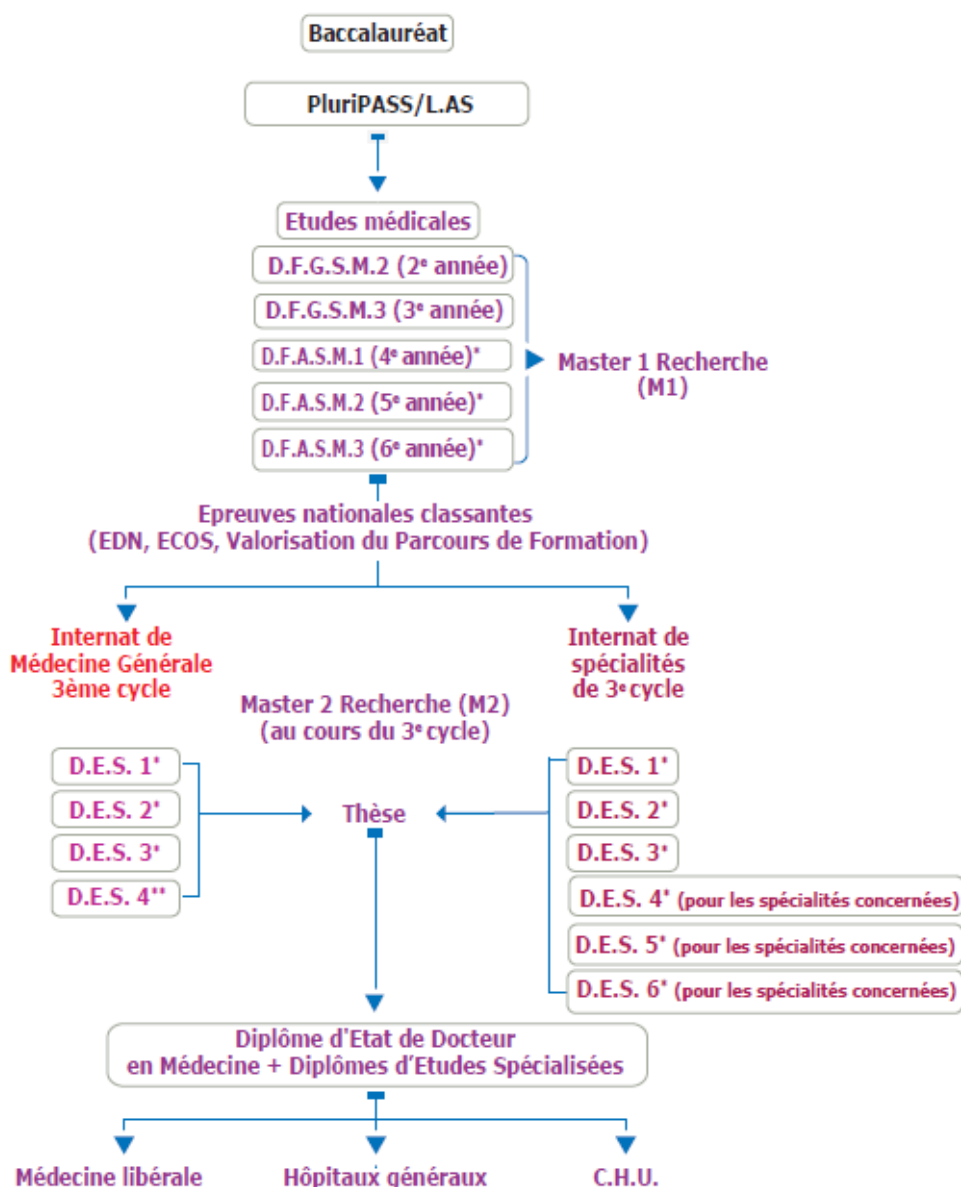 Baccalauréat
PluriPASS/L.AS
Etudes médicales
D.F.G.S.M.2 (2e année)
D.F.G.S.M.3 (3e année)
D.F.A.S.M.1 (4e année)*
D.F.A.S.M.2 (5e année)*
D.F.A.S.M.3 (6e année)*
Master 1 Recherche
(M1)
Epreuves nationales classantes
(EDN, ECOS, Valorisation du Parcours de Formation)
Internat de
Médecine Générale
3ème cycle
Internat de
spécialités
de 3e cycle
Master 2 Recherche (M2)
(au cours du 3e cycle)
D.E.S. 1*
D.E.S. 2*
D.E.S. 3*
D.E.S. 4**
Thèse
D.E.S. 1*
D.E.S. 2*
D.E.S. 3*
D.E.S. 4* (pour les spécialités concernées)
D.E.S. 5* (pour les spécialités concernées)
D.E.S. 6* (pour les spécialités concernées)
Diplôme d'Etat de Docteur
en Médecine + Diplômes d'Etudes Spécialisées
Médecine libérale
Hôpitaux généraux
C.H.U.